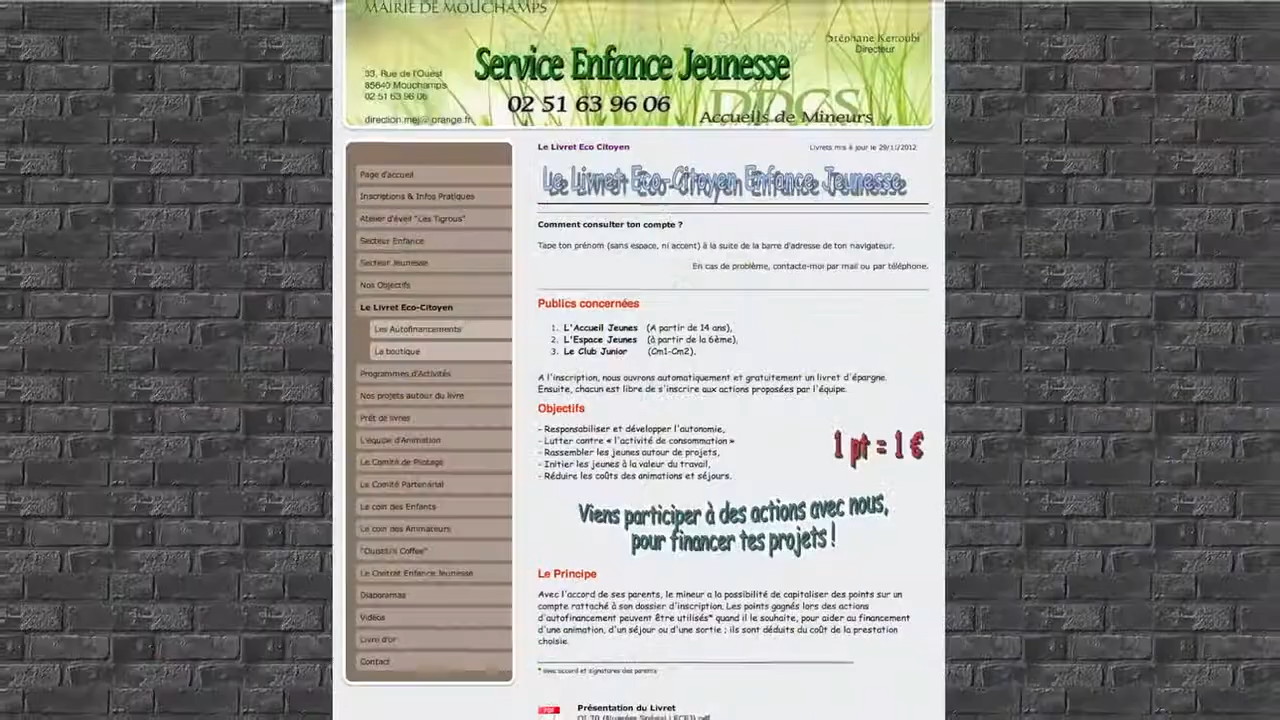 MAIRIE DE MOUCHAMPS
Stéphane Kerroubi
Directeur
Service Enfance Jeunesse
33, Rue de l'Ouest
85640 Mouchamps
02 51 63 96 06
02 51 63 96 06
DDCS
direction.mej@orange.fr
Accueils de Mineurs
Page d'accueil
Inscriptions & Infos Pratiques
Atelier d'éveil "Les Tigrous"
Secteur Enfance
Secteur Jeunesse
Nos Objectifs
Le Livret Eco-Citoyen
Les Autofinancements
La boutique
Programmes d'Activités
Nos projets autour du livre
Prêt de livres
L'équipe d'Animation
Le Comité de Pilotage
Le Comité Partenarial
Le coin des Enfants
Le coin des Animateurs
Le Contrat Enfance Jeunesse
Diaporamas
Vidéos
Livre d'or
Contact
Le Livret Eco Citoyen
Livrets mis à jour le 29/11/2012
Le Livret Eco-Citoyen Enfance Jeunesse
Comment consulter ton compte ?
Tape ton prénom (sans espace, ni accent) à la suite de la barre d'adresse de ton navigateur.
En cas de problème, contacte-moi par mail ou par téléphone.
Publics concernées
1. L'Accueil Jeunes (A partir de 14 ans),
2. L'Espace Jeunes (à partir de la 6ème),
3. Le Club Junior (Cm1-Cm2).
A l'inscription, nous ouvrons automatiquement et gratuitement un livret d'épargne.
Ensuite, chacun est libre de s'inscrire aux actions proposées par l'équipe.
Objectifs
- Responsabiliser et développer l'autonomie,
- Lutter contre « l'activité de consommation »
- Rassembler les jeunes autour de projets,
- Initier les jeunes à la valeur du travail,
- Réduire les coûts des animations et séjours.
1 pt = 1 €
Viens participer à des actions avec nous,
pour financer tes projets !
Le Principe
Avec l'accord de ses parents, le mineur a la possibilité de capitaliser des points sur un
compte rattaché à son dossier d'inscription. Les points gagnés lors des actions
d'autofinancement peuvent être utilisés* quand il le souhaite, pour aider au financement
d'une animation, d'un séjour ou d'une sortie ; ils sont déduits du coût de la prestation
choisie.
* avec accord et signatures des parents
PDF
Présentation du Livret